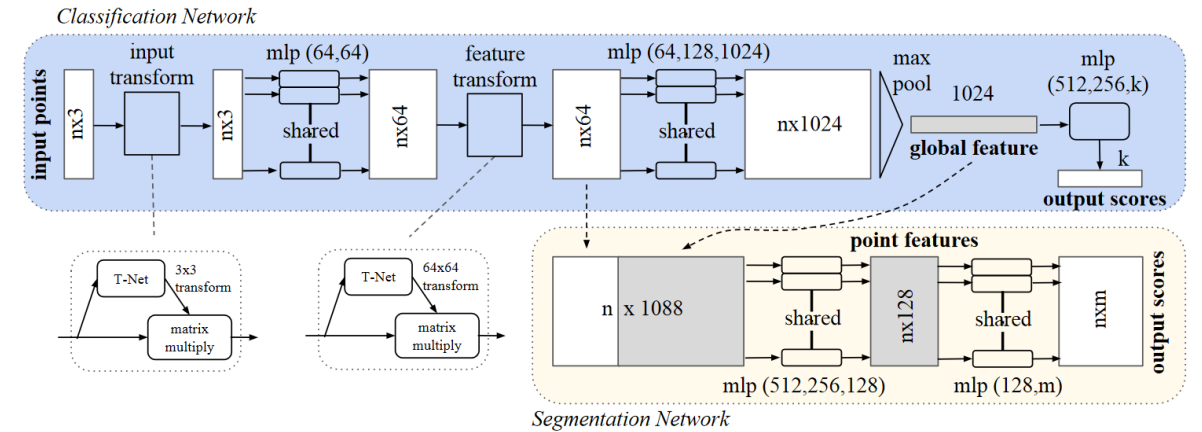 Classification Network
input points
nx3
input
transform
nx3
mlp (64,64)
shared
nx64
feature
transform
nx64
mlp (64,128,1024)
shared
nx1024
max
pool
1024
global feature
mlp
(512,256,k)
k
output scores
T-Net
3x3
transform
matrix
multiply
T-Net
64x64
transform
matrix
multiply
point features
n x 1088
shared
mlp (512,256,128)
nx128
shared
mlp (128,m)
nxm
output scores
Segmentation Network